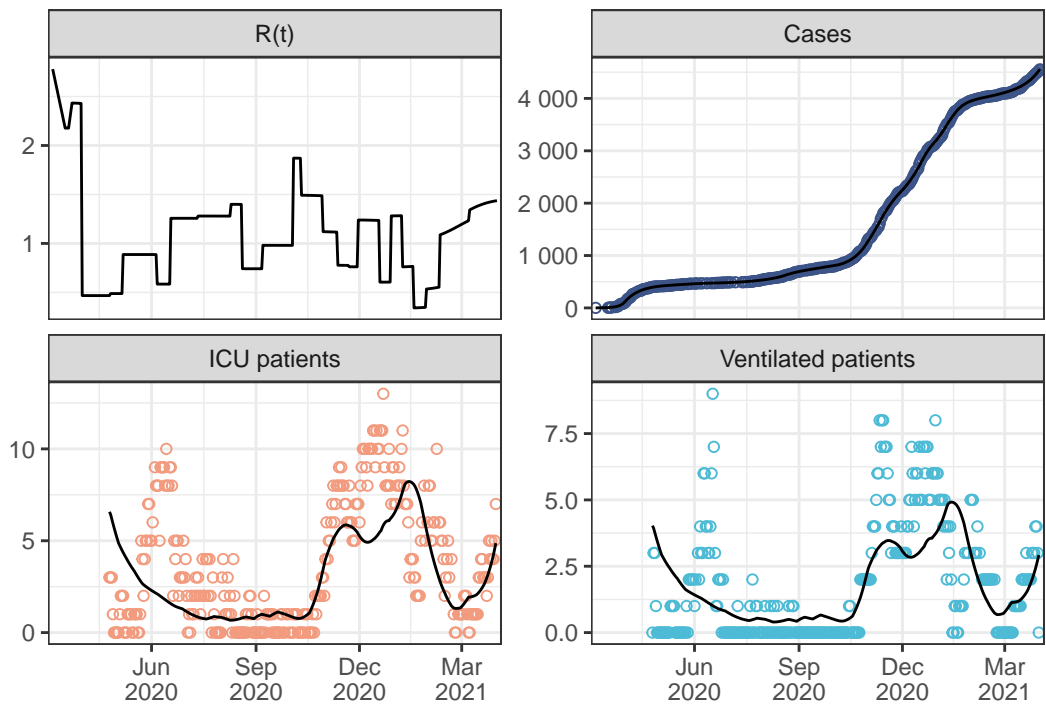 R(t)
Cases
2
1
4 000
3 000
2 000
1 000
0
ICU patients
Ventilated patients
10
5
0
7.5
5.0
2.5
0.0
Jun
2020
Sep
2020
Dec
2020
Mar
2021
Jun
2020
Sep
2020
Dec
2020
Mar
2021